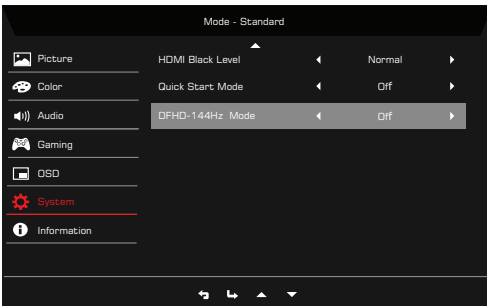 Mode - Standard
Picture
HDMI Black Level Normal
Color
Quick Start Mode Off
Audio
DFHD-144Hz Mode Off
Gaming
OSD
System
Information